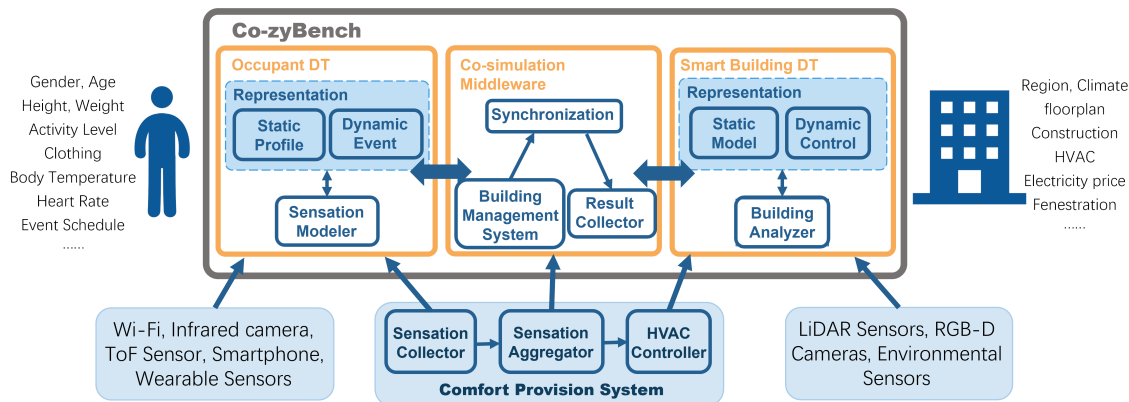 Co-zyBench
Gender, Age
Height, Weight
Activity Level
Clothing
Body Temperature
Heart Rate
Event Schedule
......
Occupant DT
Representation
Static
Profile
Dynamic
Event
Sensation
Modeler
Co-simulation
Middleware
Synchronization
Building
Management
System
Result
Collector
Smart Building DT
Representation
Static
Model
Dynamic
Control
Building
Analyzer
Region, Climate
floorplan
Construction
HVAC
Electricity price
Fenestration
......
Wi-Fi, Infrared camera,
ToF Sensor, Smartphone,
Wearable Sensors
Sensation
Collector
Sensation
Aggregator
HVAC
Controller
Comfort Provision System
LiDAR Sensors, RGB-D
Cameras, Environmental
Sensors